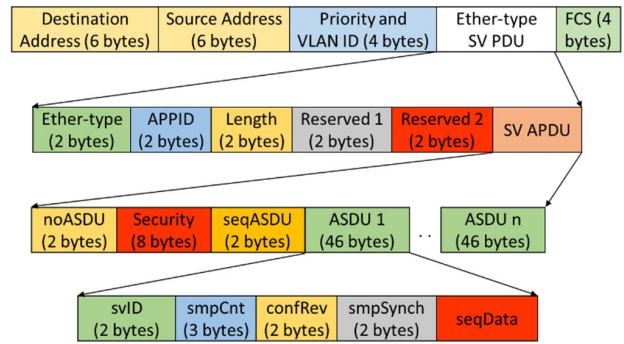 Destination
Address (6 bytes)
Source Address
(6 bytes)
Priority and
VLAN ID (4 bytes)
Ether-type
SV PDU
FCS (4
bytes)
Ether-type
(2 bytes)
APPID
(2 bytes)
Length
(2 bytes)
Reserved 1
(2 bytes)
Reserved 2
(2 bytes)
SV APDU
noASDU
(2 bytes)
Security
(8 bytes)
seqASDU
(2 bytes)
ASDU 1
(46 bytes)
. .
ASDU n
(46 bytes)
svID
(2 bytes)
smpCnt
(3 bytes)
confRev
(2 bytes)
smpSynch
(2 bytes)
seqData